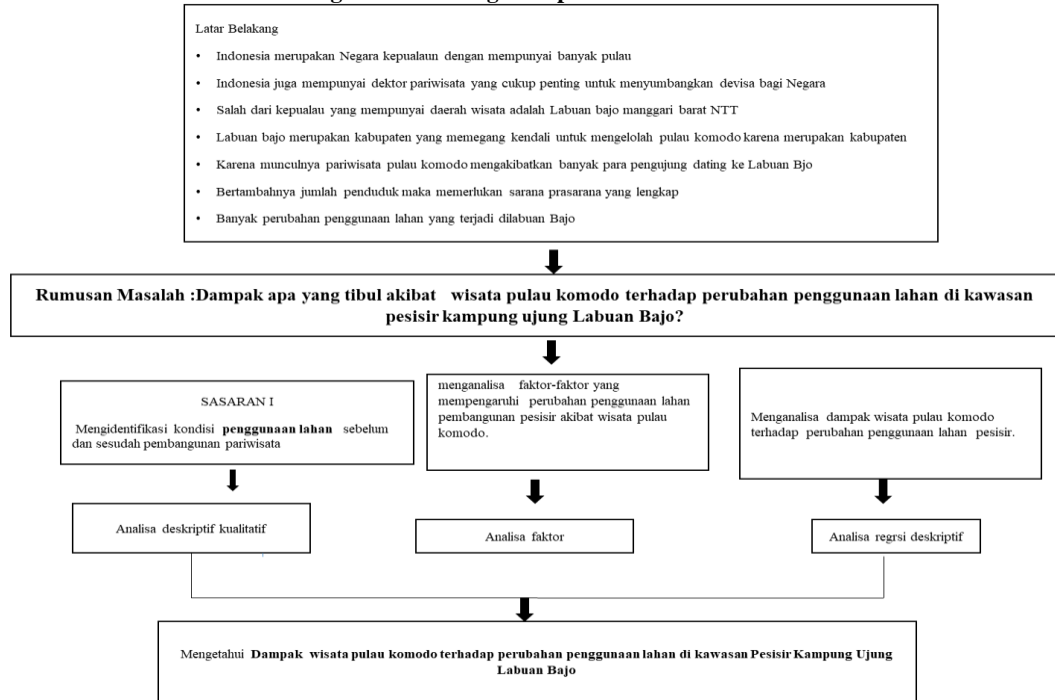 Latar Belakang
• Indonesia merupakan Negara kepualaun dengan mempunyai banyak pulau
• Indonesia juga mempunyai dektor pariwisata yang cukup penting untuk menyumbangkan devisa bagi Negara
• Salah dari kepualau yang mempunyai daerah wisata adalah Labuan bajo manggari barat NTT
• Labuan bajo merupakan kabupaten yang memegang kendali untuk mengelolah pulau komodo karena merupakan kabupaten
• Karena munculnya pariwisata pulau komodo mengakibatkan banyak para pengujung dating ke Labuan Bjo
• Bertambahnya jumlah penduduk maka memerlukan sarana prasarana yang lengkap
• Banyak perubahan penggunaan lahan yang terjadi dilabuan Bajo
Rumusan Masalah :Dampak apa yang tibul akibat wisata pulau komodo terhadap perubahan penggunaan lahan di kawasan
pesisir kampung ujung Labuan Bajo?
SASARAN I
Mengidentifikasi kondisi penggunaan lahan sebelum
dan sesudah pembangunan pariwisata
menganalisa faktor-faktor yang
mempengaruhi perubahan penggunaan lahan
pembangunan pesisir akibat wisata pulau
komodo.
Menganalisa dampak wisata pulau komodo
terhadap perubahan penggunaan lahan pesisir.
Analisa deskriptif kualitatif
Analisa faktor
Analisa regrsi deskriptif
Mengetahui Dampak wisata pulau komodo terhadap perubahan penggunaan lahan di kawasan Pesisir Kampung Ujung
Labuan Bajo